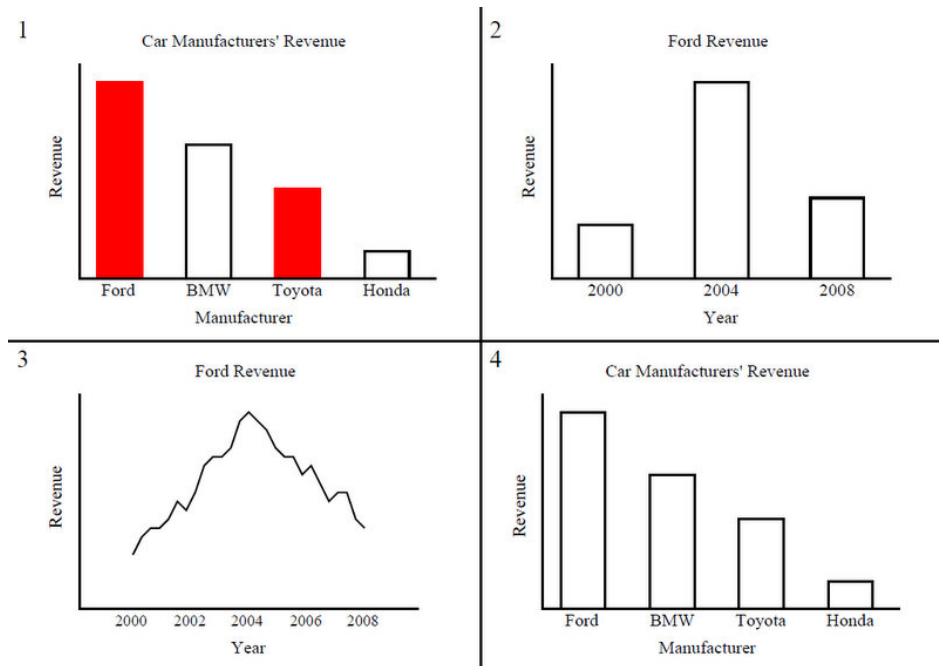 1
Car Manufacturers' Revenue
Revenue
Ford BMW Toyota Honda
Manufacturer
2
Ford Revenue
Revenue
2000 2004 2008
Year
3
Ford Revenue
Revenue
2000 2002 2004 2006 2008
Year
4
Car Manufacturers' Revenue
Revenue
Ford BMW Toyota Honda
Manufacturer